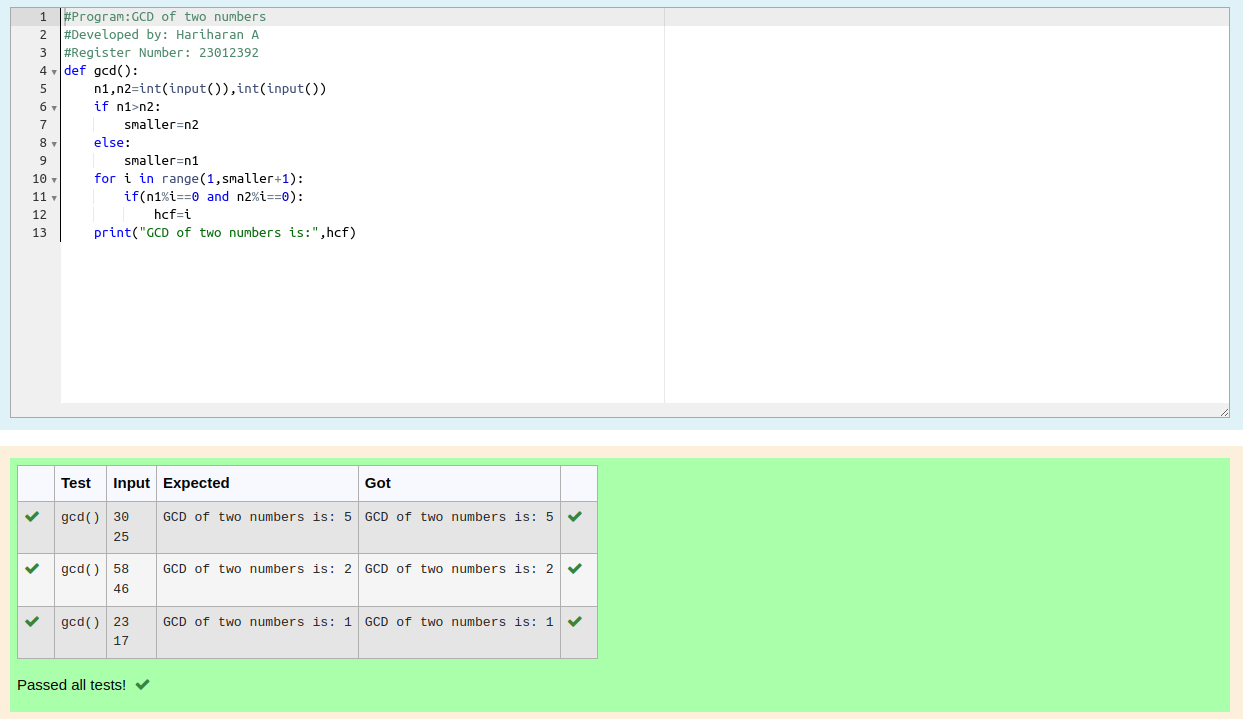 1 #Program:GCD of two numbers
2 #Developed by: Hariharan A
3 #Register Number: 23012392
4 def gcd():
5     n1,n2=int(input()),int(input())
6     if n1>n2:
7         smaller=n2
8     else:
9         smaller=n1
10     for i in range(1,smaller+1):
11         if(n1%i==0 and n2%i==0):
12             hcf=i
13     print("GCD of two numbers is:",hcf)
Test Input Expected Got
gcd() 30 GCD of two numbers is: 5 GCD of two numbers is: 5
25
gcd() 58 GCD of two numbers is: 2 GCD of two numbers is: 2
46
gcd() 23 GCD of two numbers is: 1 GCD of two numbers is: 1
17
Passed all tests!